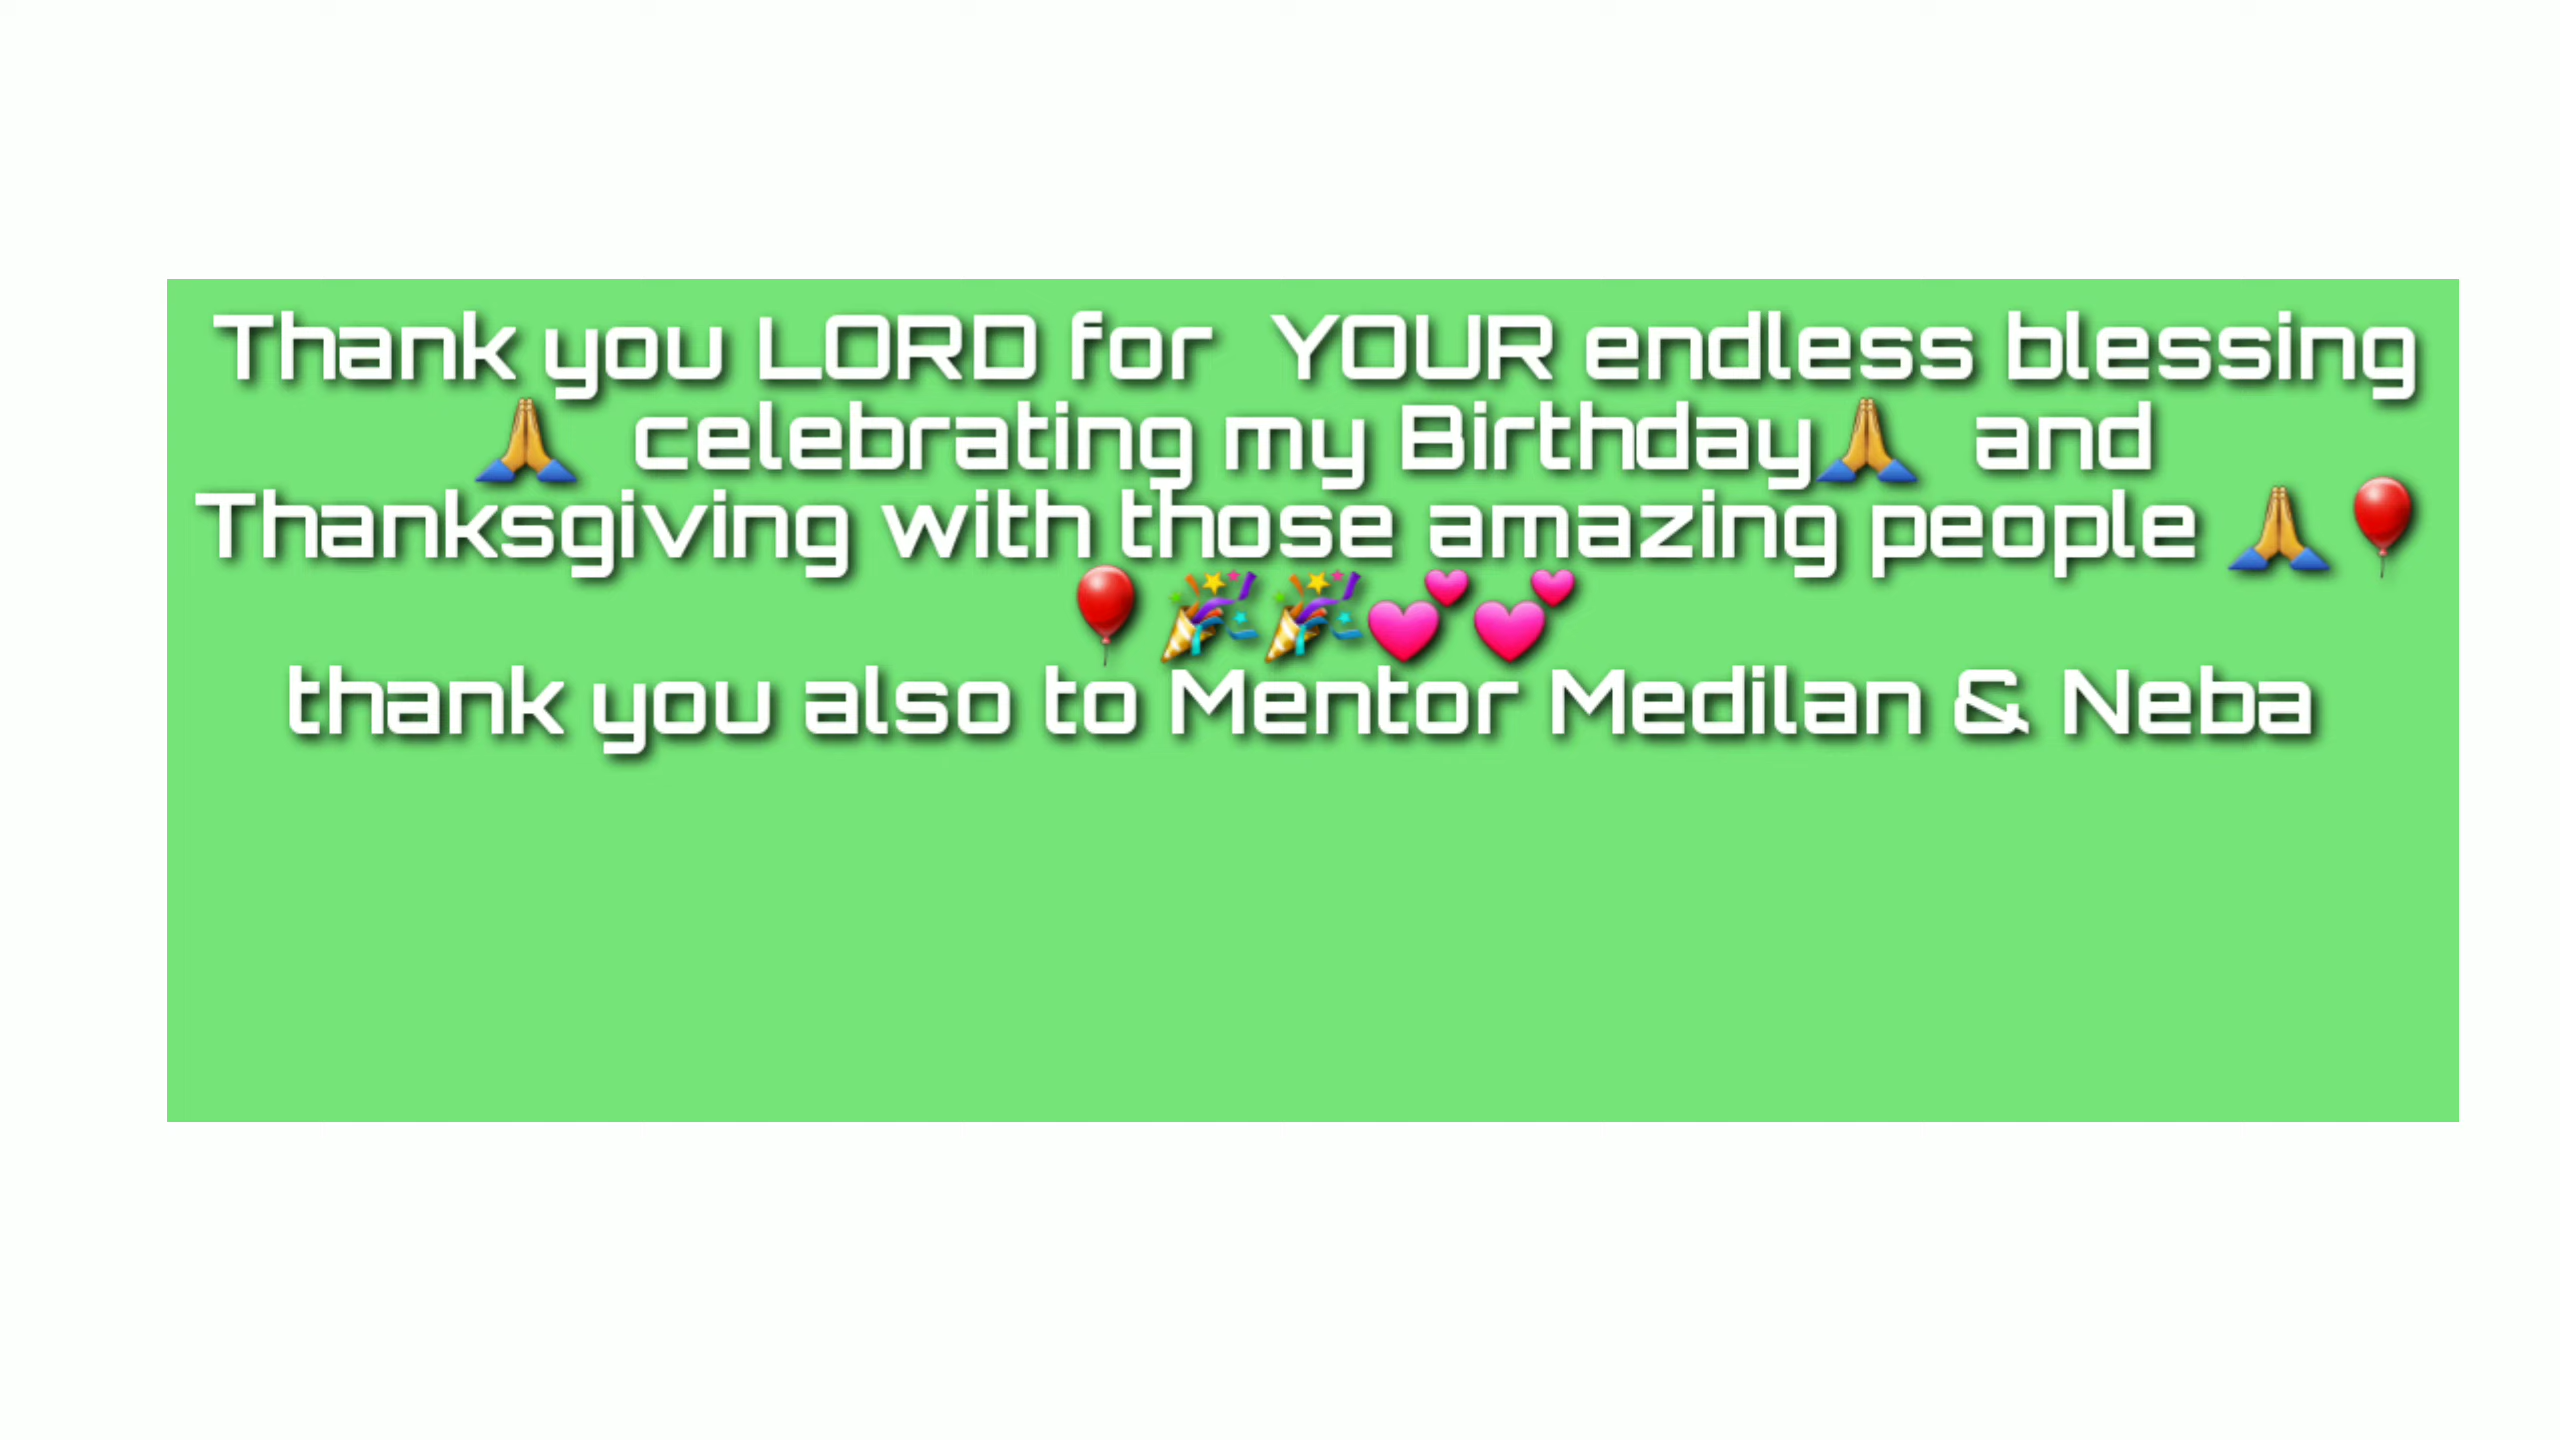 Thank you LORD for  YOUR endless blessing
🙏  celebrating my Birthday🙏  and
Thanksgiving with those amazing people 🙏🎈
🎈🎉🎉💕💕
thank you also to Mentor Medilan & Neba